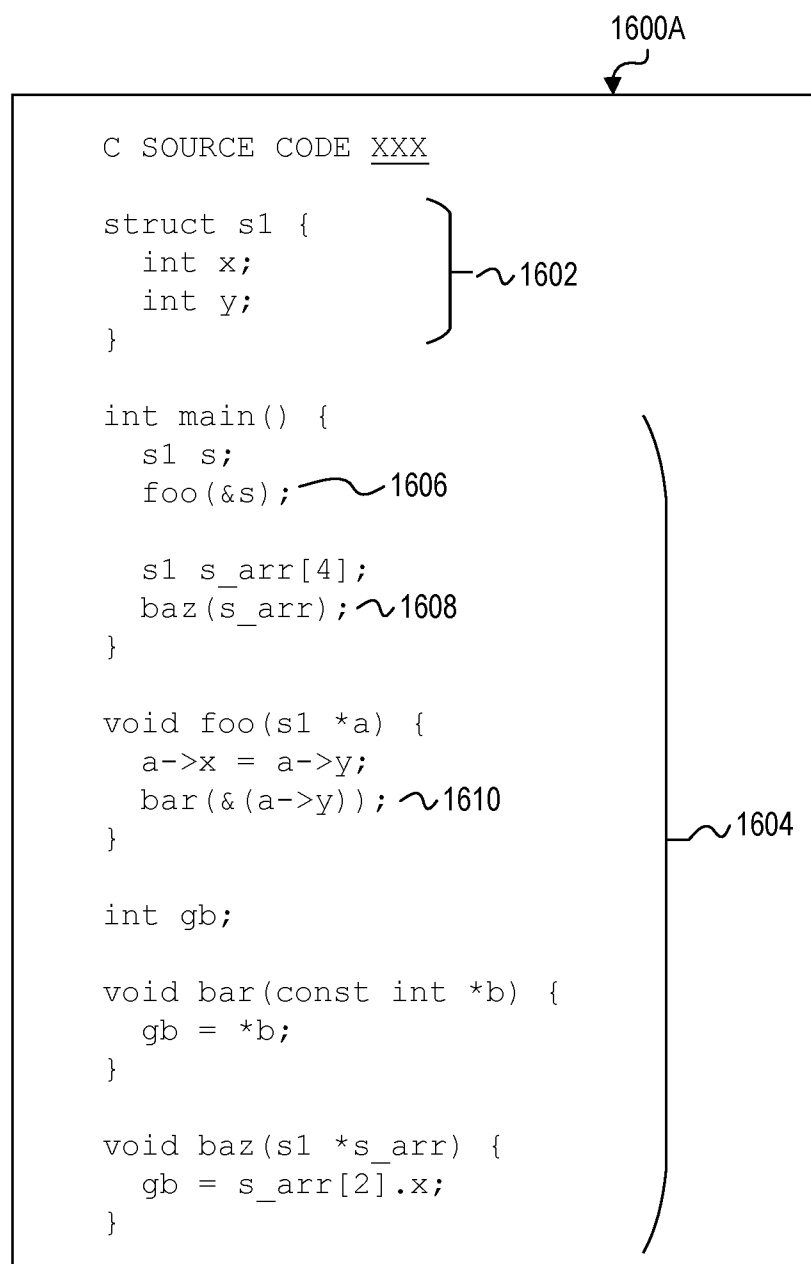 1600A
C SOURCE CODE XXX
struct s1 {
int x;
int y;
}
1602
int main() {
s1 s;
foo(&s); 1606
s1 s_arr[4];
baz(s_arr); 1608
}
void foo(s1 *a) {
a->x = a->y;
bar(&(a->y)); 1610
}
1604
int gb;
void bar(const int *b) {
gb = *b;
}
void baz(s1 *s_arr) {
gb = s_arr[2].x;
}